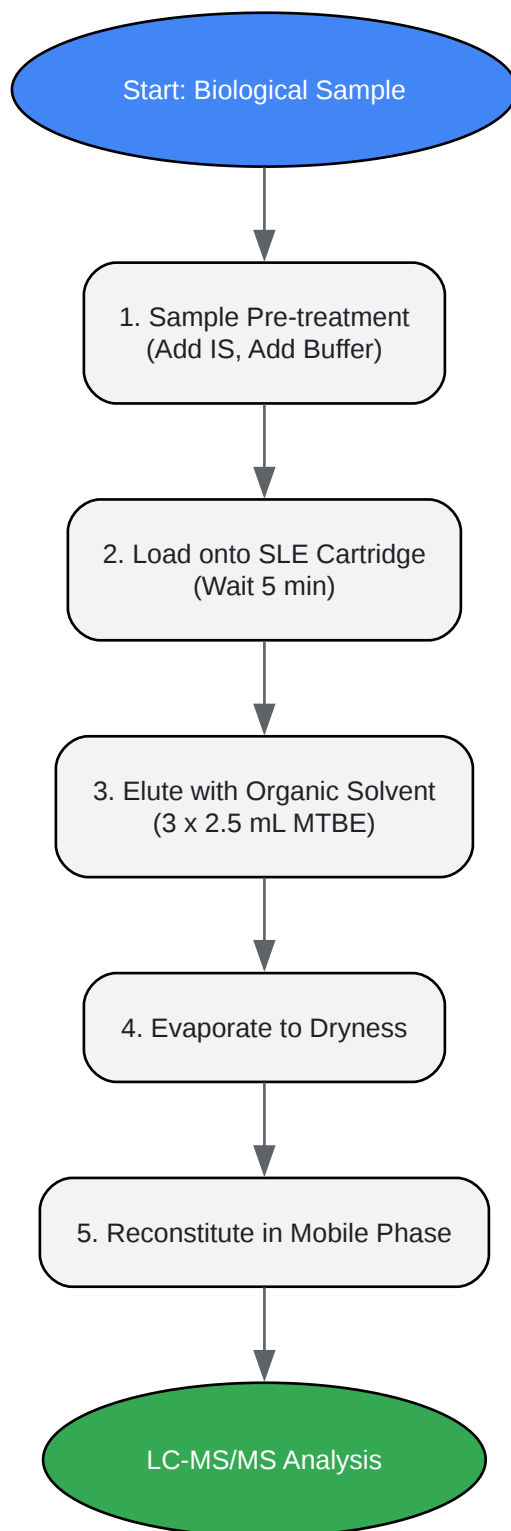 Start: Biological Sample
1. Sample Pre-treatment
(Add IS, Add Buffer)
2. Load onto SLE Cartridge
(Wait 5 min)
3. Elute with Organic Solvent
(3 x 2.5 mL MTBE)
4. Evaporate to Dryness
5. Reconstitute in Mobile Phase
LC-MS/MS Analysis